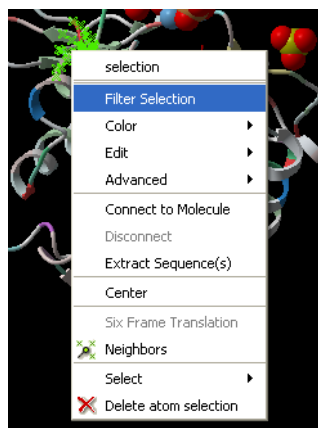 selection
Filter Selection
Color
Edit
Advanced
Connect to Molecule
Disconnect
Extract Sequence(s)
Center
Six Frame Translation
Neighbors
Select
Delete atom selection